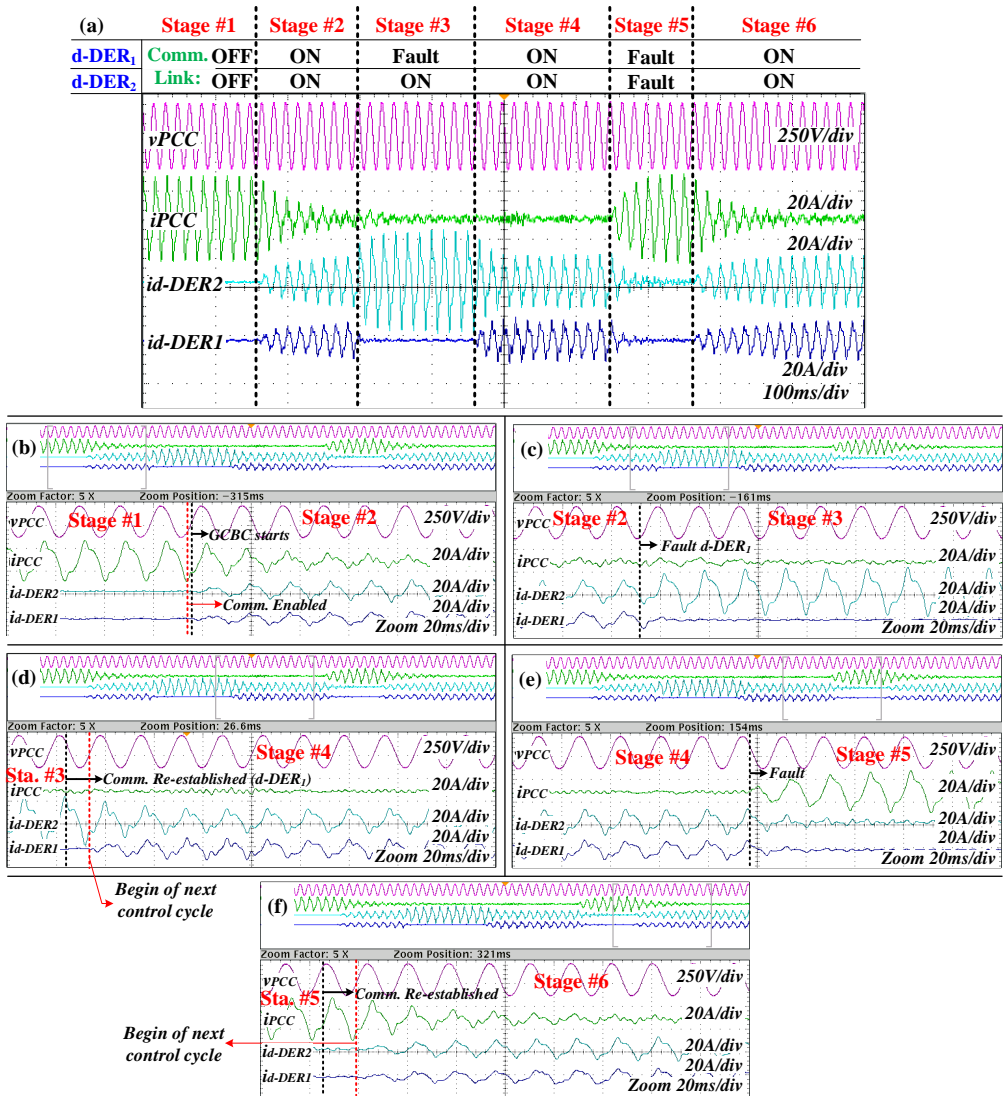 (a) Stage #1 Stage #2 Stage #3 Stage #4 Stage #5 Stage #6
d-DER1 Comm. OFF ON Fault ON Fault ON
d-DER2 Link: OFF ON ON ON Fault ON
vPCC 250V/div
20A/div
iPCC
20A/div
id-DER2
id-DER1
20A/div
100ms/div
(b)
Zoom Factor: 5 X Zoom Position: −315ms
vPCC Stage #1 Stage #2 250V/div
GCBC starts
iPCC 20A/div
id-DER2 20A/div
Comm. Enabled 20A/div
id-DER1 Zoom 20ms/div
(c)
Zoom Factor: 5 X Zoom Position: −161ms
vPCC Stage #2 Stage #3 250V/div
Fault d-DER1
iPCC 20A/div
id-DER2 20A/div
20A/div
id-DER1 Zoom 20ms/div
(d)
Zoom Factor: 5 X Zoom Position: 26.6ms
vPCC Stage #4 250V/div
Sta. #3 Comm. Re-established (d-DER1)
iPCC 20A/div
id-DER2 20A/div
20A/div
id-DER1 Zoom 20ms/div
Begin of next
control cycle
(e)
Zoom Factor: 5 X Zoom Position: 154ms
vPCC Stage #4 Stage #5 250V/div
Fault
iPCC 20A/div
id-DER2 20A/div
20A/div
id-DER1 Zoom 20ms/div
(f)
Zoom Factor: 5 X Zoom Position: 321ms
vPCC Stage #6 250V/div
Sta. #5 Comm. Re-established
iPCC 20A/div
Begin of next
control cycle
id-DER2 20A/div
20A/div
id-DER1 Zoom 20ms/div